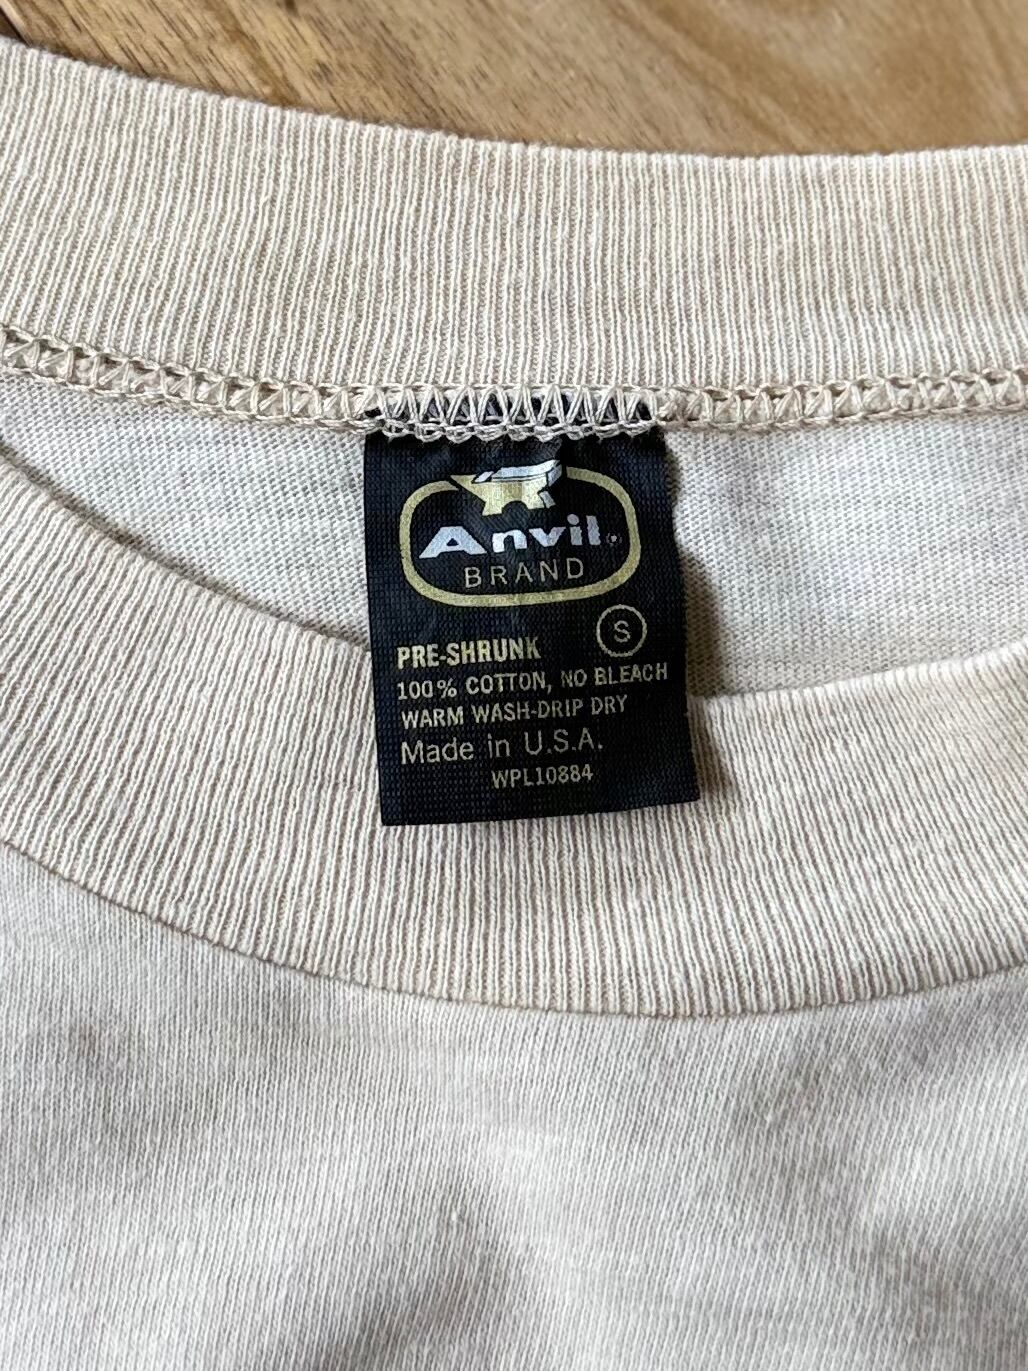 Anvil®
BRAND
S
PRE-SHRUNK
100% COTTON, NO BLEACH
WARM WASH-DRIP DRY
Made in U.S.A.
WPL10884